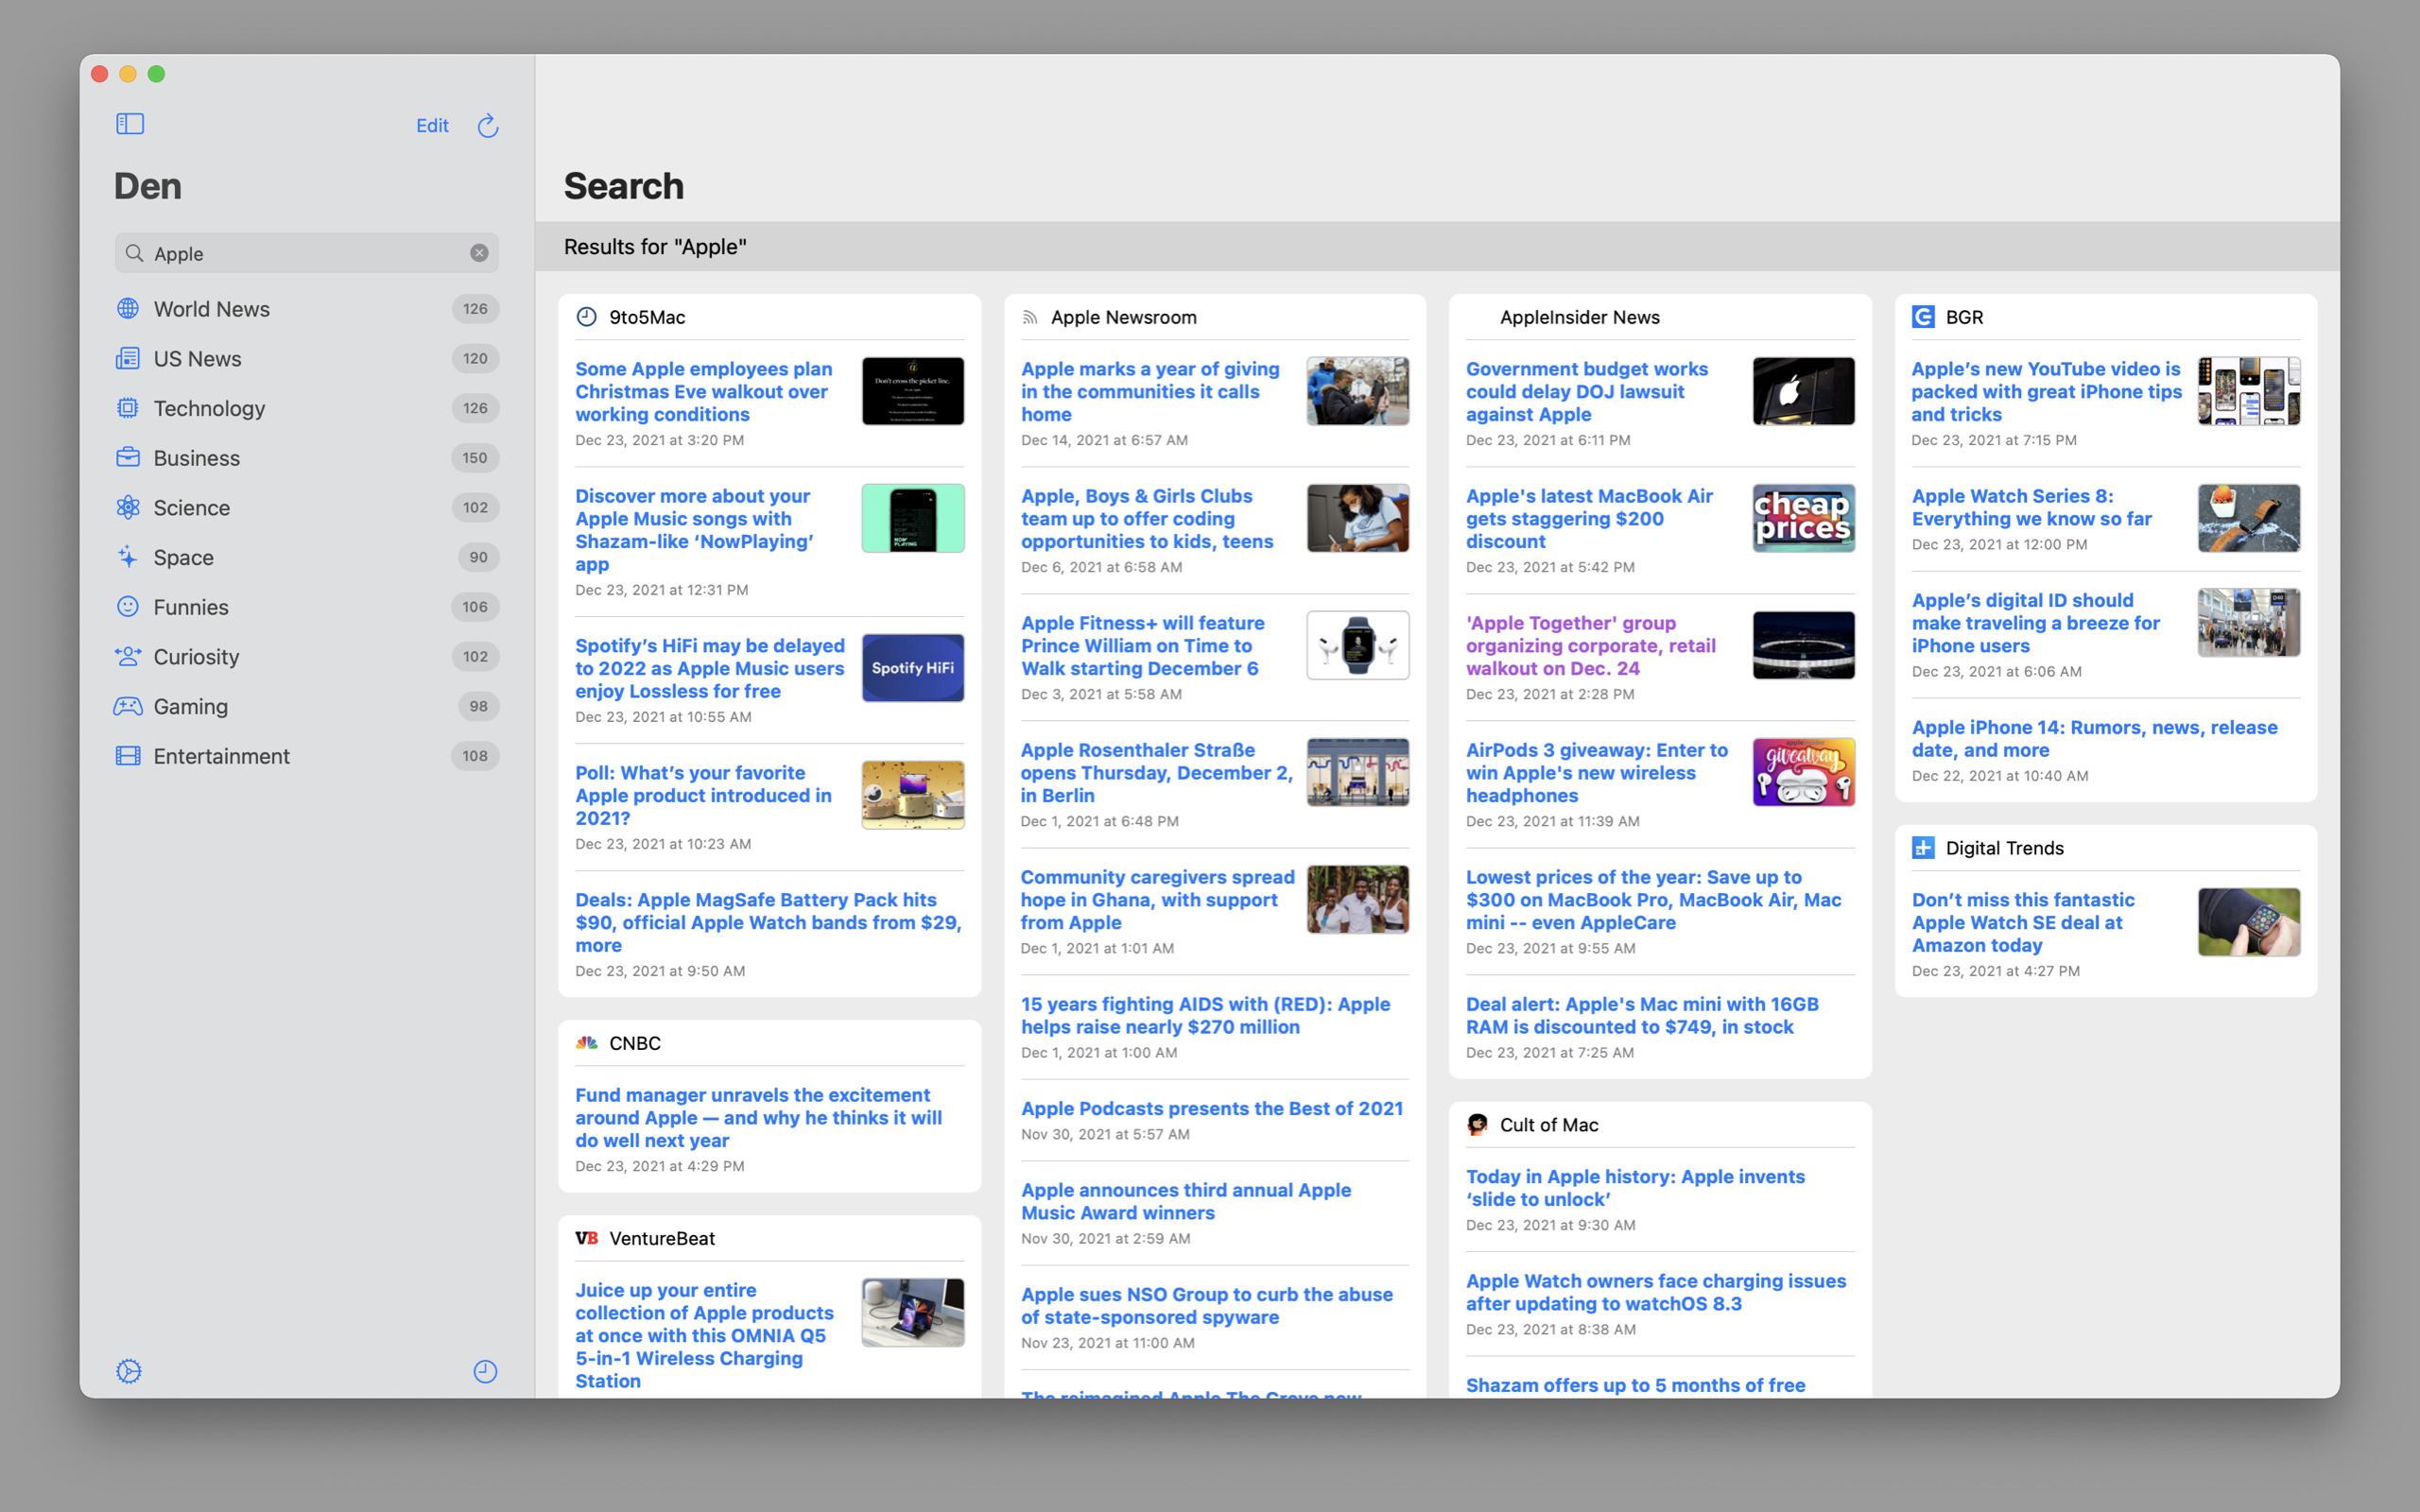 Edit
Den
Apple
World News 126
US News 120
Technology 126
Business 150
Science 102
Space 90
Funnies 106
Curiosity 102
Gaming 98
Entertainment 108
Search
Results for "Apple"
9to5Mac
Some Apple employees plan
Christmas Eve walkout over
working conditions
Dec 23, 2021 at 3:20 PM
Don't cross the picket line.
Discover more about your
Apple Music songs with
Shazam-like ‘NowPlaying’
app
Dec 23, 2021 at 12:31 PM
NOW
PLAYING
Spotify’s HiFi may be delayed
to 2022 as Apple Music users
enjoy Lossless for free
Dec 23, 2021 at 10:55 AM
Spotify HiFi
Poll: What’s your favorite
Apple product introduced in
2021?
Dec 23, 2021 at 10:23 AM
Deals: Apple MagSafe Battery Pack hits
$90, official Apple Watch bands from $29,
more
Dec 23, 2021 at 9:50 AM
CNBC
Fund manager unravels the excitement
around Apple — and why he thinks it will
do well next year
Dec 23, 2021 at 4:29 PM
VB VentureBeat
Juice up your entire
collection of Apple products
at once with this OMNIA Q5
5-in-1 Wireless Charging
Station
Apple Newsroom
Apple marks a year of giving
in the communities it calls
home
Dec 14, 2021 at 6:57 AM
Apple, Boys & Girls Clubs
team up to offer coding
opportunities to kids, teens
Dec 6, 2021 at 6:58 AM
Apple Fitness+ will feature
Prince William on Time to
Walk starting December 6
Dec 3, 2021 at 5:58 AM
Apple Rosenthaler Straße
opens Thursday, December 2,
in Berlin
Dec 1, 2021 at 6:48 PM
Community caregivers spread
hope in Ghana, with support
from Apple
Dec 1, 2021 at 1:01 AM
15 years fighting AIDS with (RED): Apple
helps raise nearly $270 million
Dec 1, 2021 at 1:00 AM
Apple Podcasts presents the Best of 2021
Nov 30, 2021 at 5:57 AM
Apple announces third annual Apple
Music Award winners
Nov 30, 2021 at 2:59 AM
Apple sues NSO Group to curb the abuse
of state-sponsored spyware
Nov 23, 2021 at 11:00 AM
The reimagined Apple The Grove now
AppleInsider News
Government budget works
could delay DOJ lawsuit
against Apple
Dec 23, 2021 at 6:11 PM
Apple's latest MacBook Air
gets staggering $200
discount
Dec 23, 2021 at 5:42 PM
cheap
prices
'Apple Together' group
organizing corporate, retail
walkout on Dec. 24
Dec 23, 2021 at 2:28 PM
AirPods 3 giveaway: Enter to
win Apple's new wireless
headphones
Dec 23, 2021 at 11:39 AM
giveaway
Lowest prices of the year: Save up to
$300 on MacBook Pro, MacBook Air, Mac
mini -- even AppleCare
Dec 23, 2021 at 9:55 AM
Deal alert: Apple's Mac mini with 16GB
RAM is discounted to $749, in stock
Dec 23, 2021 at 7:25 AM
Cult of Mac
Today in Apple history: Apple invents
‘slide to unlock’
Dec 23, 2021 at 9:30 AM
Apple Watch owners face charging issues
after updating to watchOS 8.3
Dec 23, 2021 at 8:38 AM
Shazam offers up to 5 months of free
BGR
Apple’s new YouTube video is
packed with great iPhone tips
and tricks
Dec 23, 2021 at 7:15 PM
Apple Watch Series 8:
Everything we know so far
Dec 23, 2021 at 12:00 PM
Apple’s digital ID should
make traveling a breeze for
iPhone users
Dec 23, 2021 at 6:06 AM
Apple iPhone 14: Rumors, news, release
date, and more
Dec 22, 2021 at 10:40 AM
Digital Trends
Don’t miss this fantastic
Apple Watch SE deal at
Amazon today
Dec 23, 2021 at 4:27 PM